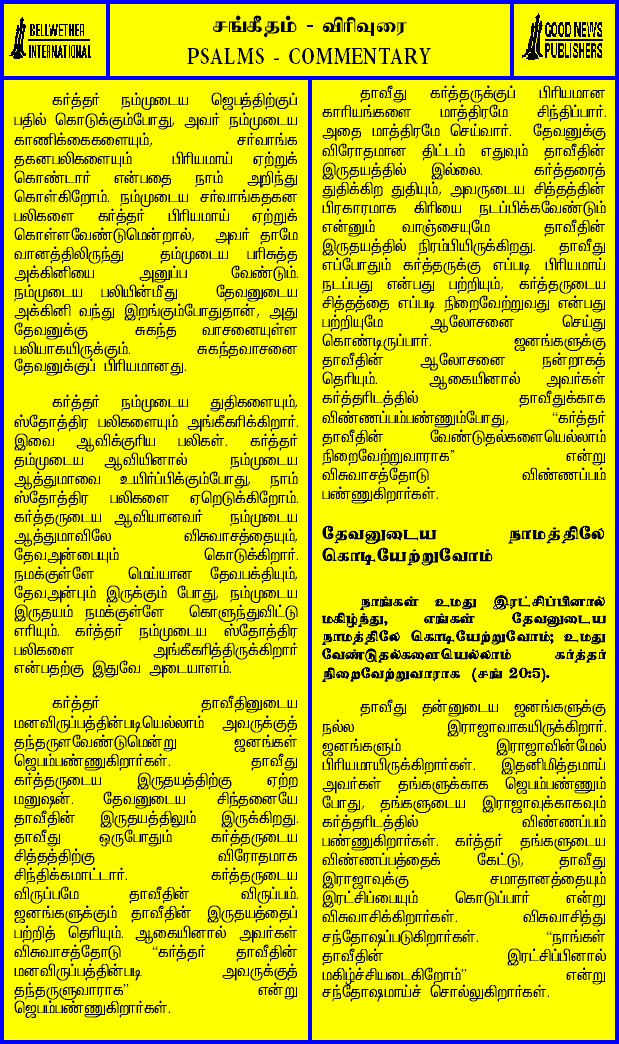 BELLWETHER
INTERNATIONAL
சங்கீதம் - விரிவுரை
PSALMS - COMMENTARY
GOOD NEWS
PUBLISHERS
கர்த்தர் நம்முடைய ஜெபத்திற்குப்
பதில் கொடுக்கும்போது, அவர் நம்முடைய
காணிக்கைகளையும், சர்வாங்க
தகனபலிகளையும் பிரியமாய் ஏற்றுக்
கொண்டார் என்பதை நாம் அறிந்து
கொள்கிறோம். நம்முடைய சர்வாங்கதகன
பலிகளை கர்த்தர் பிரியமாய் ஏற்றுக்
கொள்ளவேண்டுமென்றால், அவர் தாமே
வானத்திலிருந்து தம்முடைய பரிசுத்த
அக்கினியை அனுப்ப வேண்டும்.
நம்முடைய பலியின்மீது தேவனுடைய
அக்கினி வந்து இறங்கும்போதுதான், அது
தேவனுக்கு சுகந்த வாசனையுள்ள
பலியாகயிருக்கும். சுகந்தவாசனை
தேவனுக்குப் பிரியமானது.
கர்த்தர் நம்முடைய துதிகளையும்,
ஸ்தோத்திர பலிகளையும் அங்கீகரிக்கிறார்.
இவை ஆவிக்குரிய பலிகள். கர்த்தர்
தம்முடைய ஆவியினால் நம்முடைய
ஆத்துமாவை உயிர்ப்பிக்கும்போது, நாம்
ஸ்தோத்திர பலிகளை ஏறெடுக்கிறோம்.
கர்த்தருடைய ஆவியானவர் நம்முடைய
ஆத்துமாவிலே விசுவாசத்தையும்,
தேவஅன்பையும் கொடுக்கிறார்.
நமக்குள்ளே மெய்யான தேவபக்தியும்,
தேவஅன்பும் இருக்கும் போது, நம்முடைய
இருதயம் நமக்குள்ளே கொளுந்துவிட்டு
எரியும். கர்த்தர் நம்முடைய ஸ்தோத்திர
பலிகளை அங்கீகரித்திருக்கிறார்
என்பதற்கு இதுவே அடையாளம்.
கர்த்தர் தாவீதினுடைய
மனவிருப்பத்தின்படியெல்லாம் அவருக்குத்
தந்தருளவேண்டுமென்று ஜனங்கள்
ஜெபம்பண்ணுகிறார்கள். தாவீது
கர்த்தருடைய இருதயத்திற்கு ஏற்ற
மனுஷன். தேவனுடைய சிந்தனையே
தாவீதின் இருதயத்திலும் இருக்கிறது.
தாவீது ஒருபோதும் கர்த்தருடைய
சித்தத்திற்கு விரோதமாக
சிந்திக்கமாட்டார். கர்த்தருடைய
விருப்பமே தாவீதின் விருப்பம்.
ஜனங்களுக்கும் தாவீதின் இருதயத்தைப்
பற்றித் தெரியும். ஆகையினால் அவர்கள்
விசுவாசத்தோடு “கர்த்தர் தாவீதின்
மனவிருப்பத்தின்படி அவருக்குத்
தந்தருளுவாராக” என்று
ஜெபம்பண்ணுகிறார்கள்.
தாவீது கர்த்தருக்குப் பிரியமான
காரியங்களை மாத்திரமே சிந்திப்பார்.
அதை மாத்திரமே செய்வார். தேவனுக்கு
விரோதமான திட்டம் எதுவும் தாவீதின்
இருதயத்தில் இல்லை. கர்த்தரைத்
துதிக்கிற துதியும், அவருடைய சித்தத்தின்
பிரகாரமாக கிரியை நடப்பிக்கவேண்டும்
என்னும் வாஞ்சையுமே தாவீதின்
இருதயத்தில் நிரம்பியிருக்கிறது. தாவீது
எப்போதும் கர்த்தருக்கு எப்படி பிரியமாய்
நடப்பது என்பது பற்றியும், கர்த்தருடைய
சித்தத்தை எப்படி நிறைவேற்றுவது என்பது
பற்றியுமே ஆலோசனை செய்து
கொண்டிருப்பார். ஜனங்களுக்கு
தாவீதின் ஆலோசனை நன்றாகத்
தெரியும். ஆகையினால் அவர்கள்
கர்த்தரிடத்தில் தாவீதுக்காக
விண்ணப்பம்பண்ணும்போது, “கர்த்தர்
தாவீதின் வேண்டுதல்களையெல்லாம்
நிறைவேற்றுவாராக” என்று
விசுவாசத்தோடு விண்ணப்பம்
பண்ணுகிறார்கள்.
தேவனுடைய நாமத்திலே
கொடியேற்றுவோம்
நாங்கள் உமது இரட்சிப்பினால்
மகிழ்ந்து, எங்கள் தேவனுடைய
நாமத்திலே கொடியேற்றுவோம்; உமது
வேண்டுதல்களையெல்லாம் கர்த்தர்
நிறைவேற்றுவாராக (சங் 20:5).
தாவீது தன்னுடைய ஜனங்களுக்கு
நல்ல இராஜாவாகயிருக்கிறார்.
ஜனங்களும் இராஜாவின்மேல்
பிரியமாயிருக்கிறார்கள். இதனிமித்தமாய்
அவர்கள் தங்களுக்காக ஜெபம்பண்ணும்
போது, தங்களுடைய இராஜாவுக்காகவும்
கர்த்தரிடத்தில் விண்ணப்பம்
பண்ணுகிறார்கள். கர்த்தர் தங்களுடைய
விண்ணப்பத்தைக் கேட்டு, தாவீது
இராஜாவுக்கு சமாதானத்தையும்
இரட்சிப்பையும் கொடுப்பார் என்று
விசுவாசிக்கிறார்கள். விசுவாசித்து
சந்தோஷப்படுகிறார்கள். “நாங்கள்
தாவீதின் இரட்சிப்பினால்
மகிழ்ச்சியடைகிறோம்” என்று
சந்தோஷமாய்ச் சொல்லுகிறார்கள்.